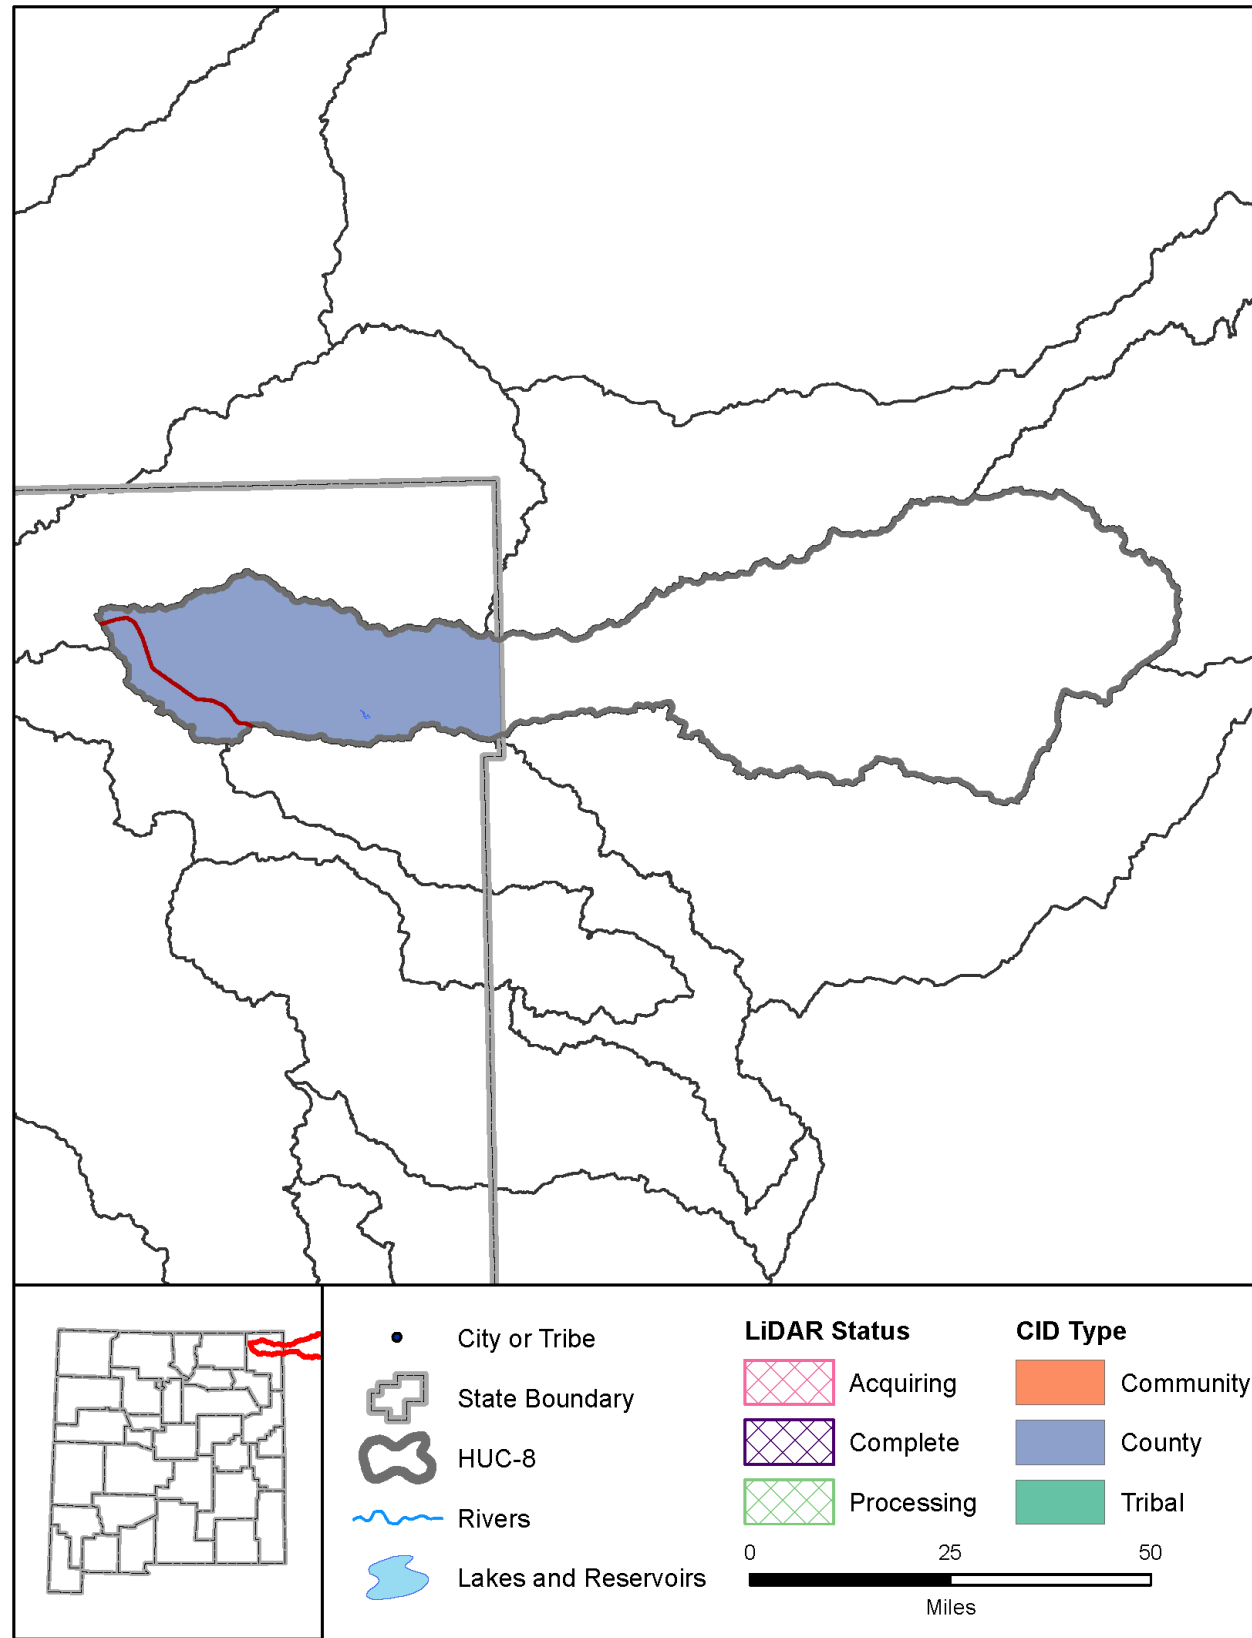 City or Tribe
State Boundary
HUC-8
Rivers
Lakes and Reservoirs
LiDAR Status
Acquiring
Complete
Processing
CID Type
Community
County
Tribal
0 25 50
Miles